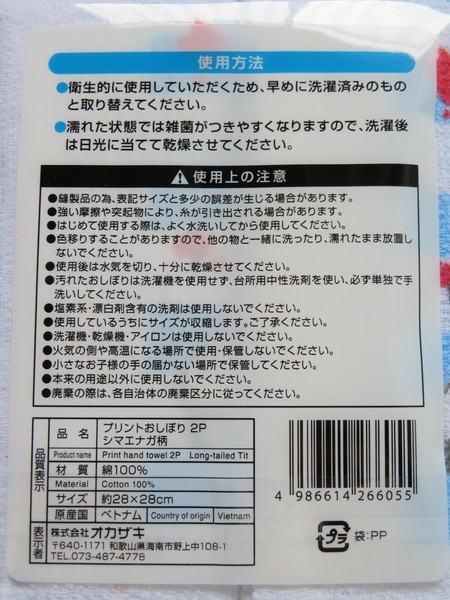 使用方法
●衛生的に使用していただくため、早めに洗濯済みのもの
と取り替えてください。
●濡れた状態では雑菌がつきやすくなりますので、洗濯後
は日光に当てて乾燥させてください。
使用上の注意
●縫製品の為、表記サイズと多少の誤差が生じる場合があります。
●強い摩擦や突起物により、糸が引き出される場合があります。
●はじめて使用する際は、よく水洗いしてから使用してください。
●色移りすることがありますので、他の物と一緒に洗ったり、濡れたまま放置し
ないでください。
●使用後は水気を切り、十分に乾燥させてください。
●汚れたおしぼりは洗濯機を使用せず、台所用中性洗剤を使い、必ず単独で手
洗いしてください。
●塩素系・漂白剤含有の洗剤は使用しないでください。
●使用しているうちにサイズが収縮します。ご了承ください。
●洗濯機・乾燥機・アイロンは使用しないでください。
●火気の側や高温になる場所で使用・保管しないでください。
●小さなお子様の手の届かない場所で保管してください。
●本来の用途以外に使用しないでください。
●廃棄の際は、各自治体の廃棄区分に従ってください。
品質表示
品名 プリントおしぼり 2P
シマエナガ柄
Product name Print hand towel 2P Long-tailed Tit
材質 綿100%
Material Cotton 100%
サイズ 約28×28cm
原産国 ベトナム Country of origin Vietnam
表示者 株式会社 オカザキ
〒640-1171 和歌山県海南市野上中108-1
TEL.073-487-4778
4 986614 266055
プラ 袋:PP